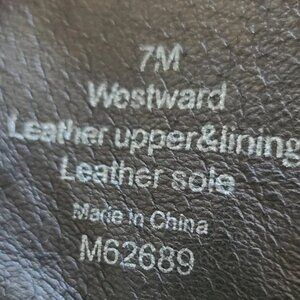 7M
Westward
Leather upper&lining
Leather sole
Made in China
M62689